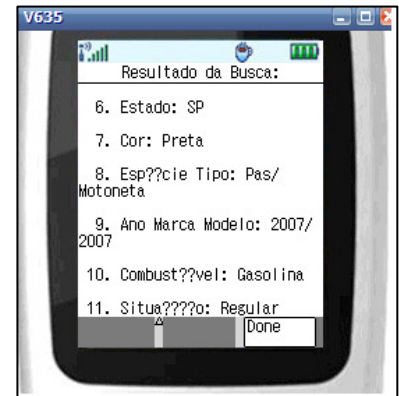 V635
Resultado da Busca:
6. Estado: SP
7. Cor: Preta
8. Esp??cie Tipo: Pas/
Motoneta
9. Ano Marca Modelo: 2007/
2007
10. Combust??vel: Gasolina
11. Situa????o: Regular
Done